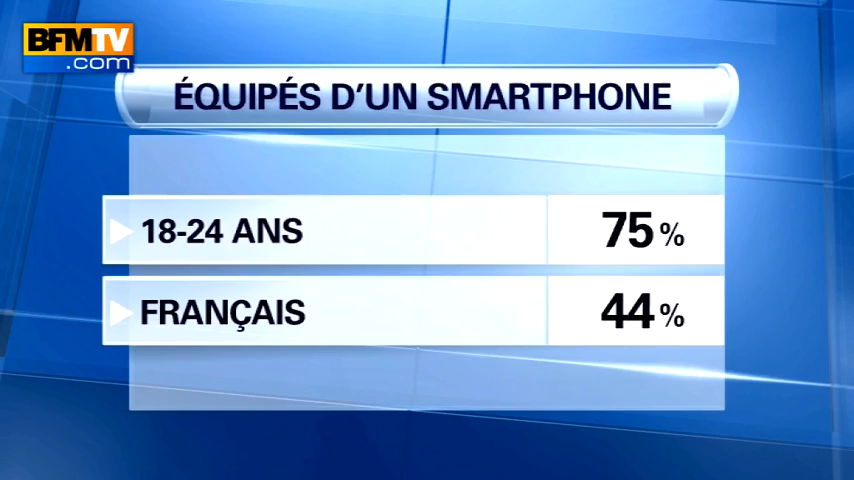 BFMTV
.com
ÉQUIPÉS D'UN SMARTPHONE
18-24 ANS 75 %
FRANÇAIS 44 %